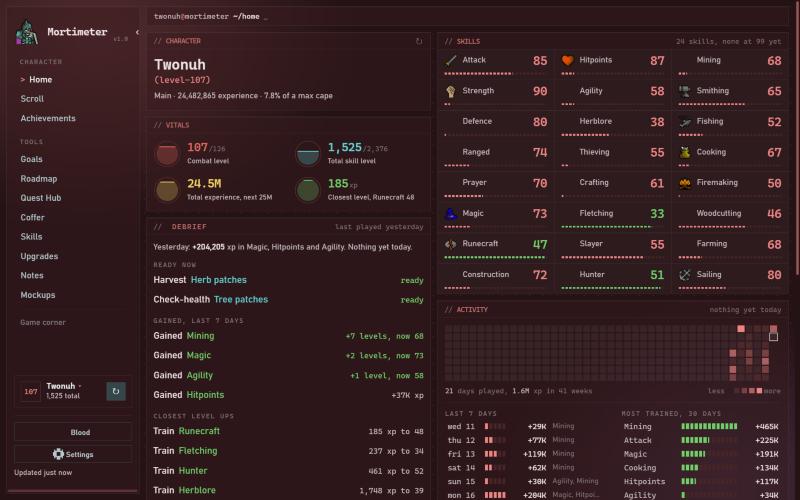 Mortimeter v1.0 ‹
CHARACTER
> Home
Scroll
Achievements
TOOLS
Goals
Roadmap
Quest Hub
Coffer
Skills
Upgrades
Notes
Mockups
Game corner
107 Twonuh
1,525 total
↻
Blood
Settings
Updated just now
twonuh@mortimeter ~/home _
// CHARACTER ↻
Twonuh
(level-107)
Main · 24,482,865 experience · 7.8% of a max cape
// VITALS
107/126
Combat level
1,525/2,376
Total skill level
24.5M
Total experience, next 25M
185xp
Closest level, Runecraft 48
// DEBRIEF last played yesterday
Yesterday: +204,205 xp in Magic, Hitpoints and Agility. Nothing yet today.
READY NOW
Harvest Herb patches ready
Check-health Tree patches ready
GAINED, LAST 7 DAYS
Gained Mining +7 levels, now 68
Gained Magic +2 levels, now 73
Gained Agility +1 level, now 58
Gained Hitpoints +37K xp
CLOSEST LEVEL UPS
Train Runecraft 185 xp to 48
Train Fletching 237 xp to 34
Train Hunter 461 xp to 52
Train Herblore 1,748 xp to 39
// SKILLS 24 skills, none at 99 yet
Attack 85 Hitpoints 87 Mining 68
Strength 90 Agility 58 Smithing 65
Defence 80 Herblore 38 Fishing 52
Ranged 74 Thieving 55 Cooking 67
Prayer 70 Crafting 61 Firemaking 50
Magic 73 Fletching 33 Woodcutting 46
Runecraft 47 Slayer 55 Farming 68
Construction 72 Hunter 51 Sailing 80
// ACTIVITY nothing yet today
21 days played, 1.6M xp in 41 weeks less more
LAST 7 DAYS MOST TRAINED, 30 DAYS
wed 11 +29K Mining Mining +465K
thu 12 +77K Mining Attack +225K
fri 13 +119K Mining Magic +191K
sat 14 +62K Mining Cooking +134K
sun 15 +30K Agility, Mining Hitpoints +117K
mon 16 +204K Magic, Hitpoi… Agility +34K